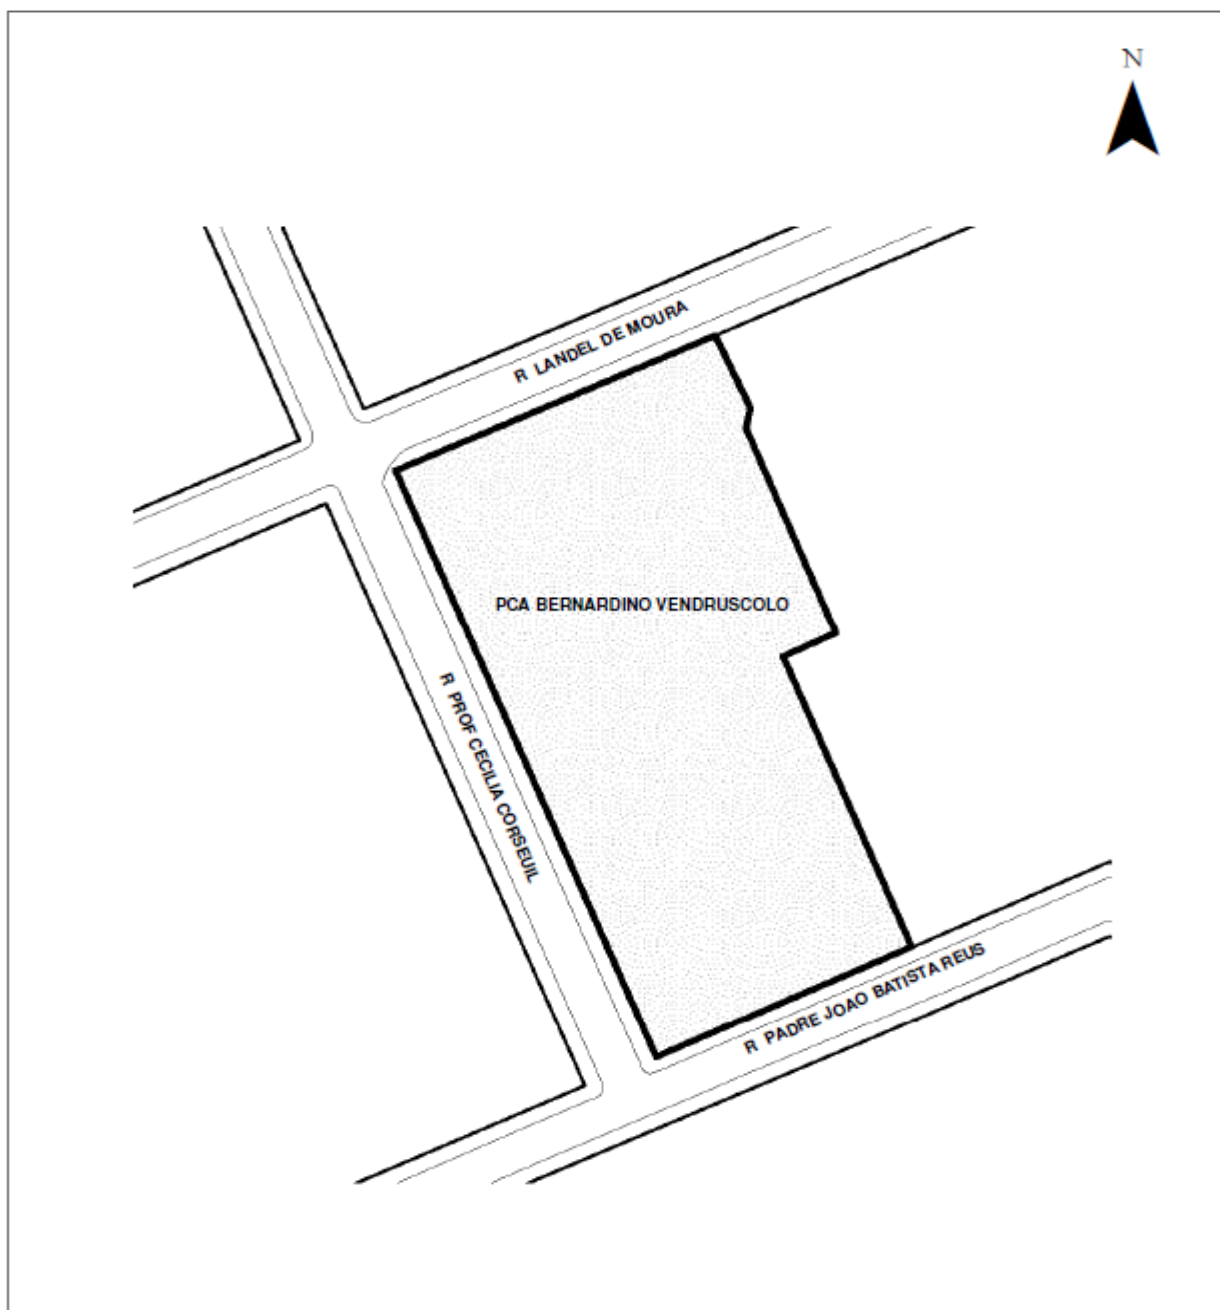 N
R LANDEL DE MOURA
PCA BERNARDINO VENDRUSCOLO
R PROF CECILIA CORSEUIL
R PADRE JOAO BATISTA REUS